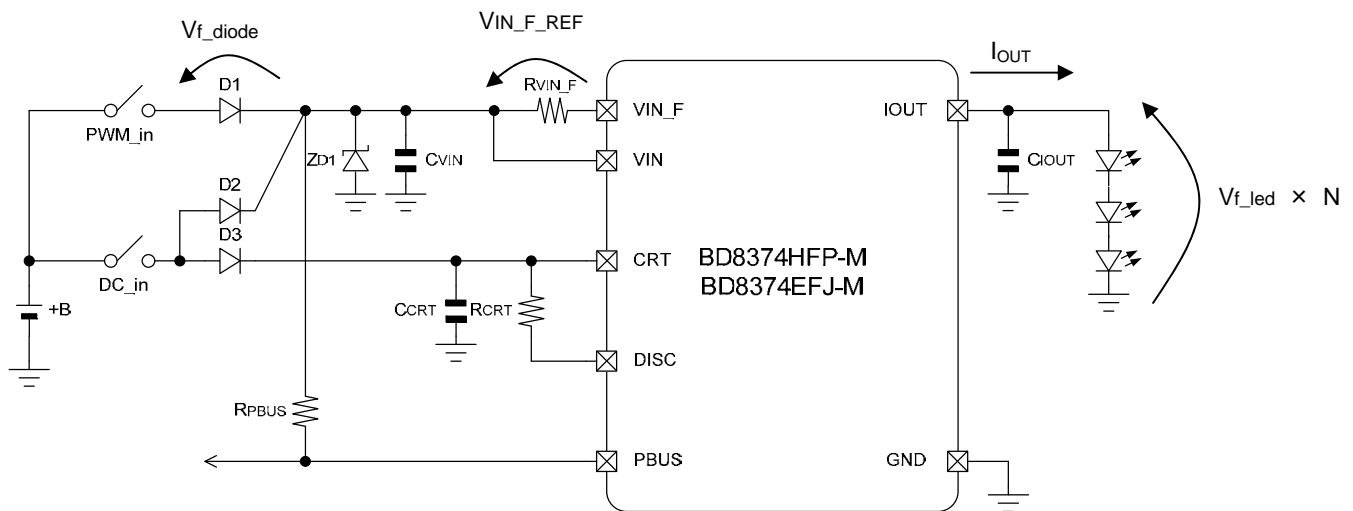 Vf_diode
VIN_F_REF
IOUT
D1
RVIN_F
VIN_F
IOUT
PWM_in
ZD1
CVIN
VIN
CIOUT
D2
Vf_led × N
D3
CRT
BD8374HFP-M
BD8374EFJ-M
DC_in
+B
CCRT
RCRT
DISC
RPBUS
PBUS
GND